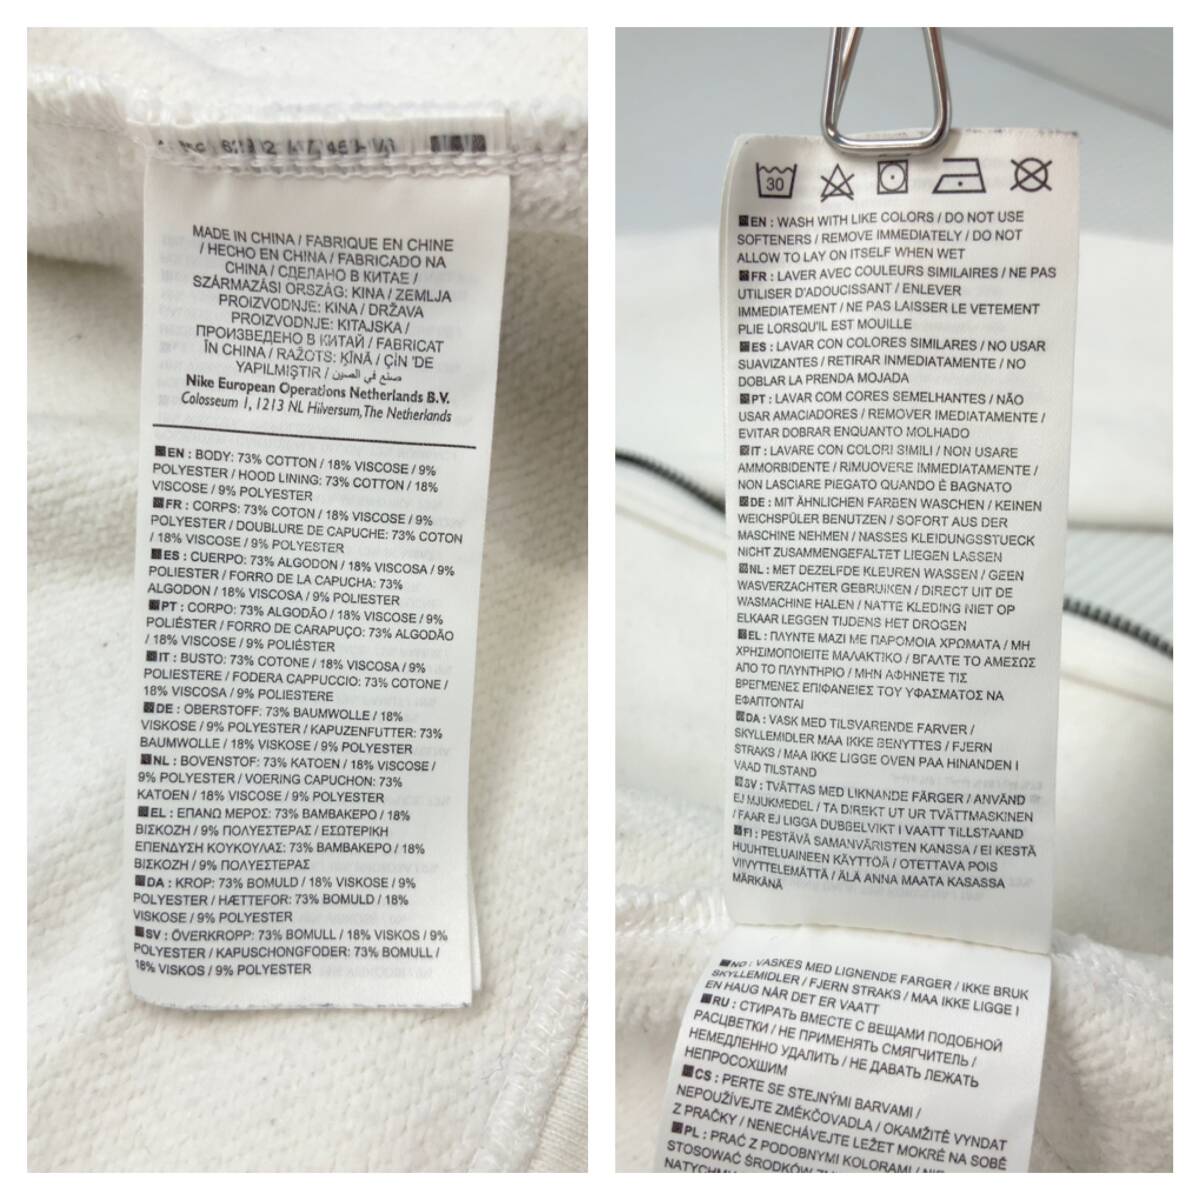 MADE IN CHINA / FABRIQUE EN CHINE
/ HECHO EN CHINA / FABRICADO NA
CHINA / СДЕЛАНО В КИТАЕ /
SZÁRMAZÁSI ORSZÁG: KINA / ZEMLJA
PROIZVODNJE: KINA / DRŽAVA
PROIZVODNJE: KITAJSKA /
ПРОИЗВЕДЕНО В КИТАЙ / FABRICAT
ÎN CHINA / RAŽOTS: ĶĪNĀ / ÇİN 'DE
YAPILMIŞTIR / صنع في الصين
Nike European Operations Netherlands B.V.
Colosseum 1, 1213 NL Hilversum, The Netherlands
EN : BODY: 73% COTTON / 18% VISCOSE / 9%
POLYESTER / HOOD LINING: 73% COTTON / 18%
VISCOSE / 9% POLYESTER
FR : CORPS: 73% COTON / 18% VISCOSE / 9%
POLYESTER / DOUBLURE DE CAPUCHE: 73% COTON
/ 18% VISCOSE / 9% POLYESTER
ES : CUERPO: 73% ALGODON / 18% VISCOSA / 9%
POLIESTER / FORRO DE LA CAPUCHA: 73%
ALGODON / 18% VISCOSA / 9% POLIESTER
PT : CORPO: 73% ALGODÃO / 18% VISCOSE / 9%
POLIÉSTER / FORRO DE CARAPUÇO: 73% ALGODÃO
/ 18% VISCOSE / 9% POLIÉSTER
IT : BUSTO: 73% COTONE / 18% VISCOSA / 9%
POLIESTERE / FODERA CAPPUCCIO: 73% COTONE /
18% VISCOSA / 9% POLIESTERE
DE : OBERSTOFF: 73% BAUMWOLLE / 18%
VISKOSE / 9% POLYESTER / KAPUZENFUTTER: 73%
BAUMWOLLE / 18% VISKOSE / 9% POLYESTER
NL : BOVENSTOF: 73% KATOEN / 18% VISCOSE /
9% POLYESTER / VOERING CAPUCHON: 73%
KATOEN / 18% VISCOSE / 9% POLYESTER
EL : ΕΠΑΝΩ ΜΕΡΟΣ: 73% ΒΑΜΒΑΚΕΡΟ / 18%
ΒΙΣΚΟΖΗ / 9% ΠΟΛΥΕΣΤΕΡΑΣ / ΕΣΩΤΕΡΙΚΗ
ΕΠΕΝΔΥΣΗ ΚΟΥΚΟΥΛΑΣ: 73% ΒΑΜΒΑΚΕΡΟ / 18%
ΒΙΣΚΟΖΗ / 9% ΠΟΛΥΕΣΤΕΡΑΣ
DA : KROP: 73% BOMULD / 18% VISKOSE / 9%
POLYESTER / HÆTTEFOR: 73% BOMULD / 18%
VISKOSE / 9% POLYESTER
SV : ÖVERKROPP: 73% BOMULL / 18% VISKOS / 9%
POLYESTER / KAPUSCHONGFODER: 73% BOMULL /
18% VISKOS / 9% POLYESTER
30
EN : WASH WITH LIKE COLORS / DO NOT USE
SOFTENERS / REMOVE IMMEDIATELY / DO NOT
ALLOW TO LAY ON ITSELF WHEN WET
FR : LAVER AVEC COULEURS SIMILAIRES / NE PAS
UTILISER D'ADOUCISSANT / ENLEVER
IMMEDIATEMENT / NE PAS LAISSER LE VETEMENT
PLIE LORSQU'IL EST MOUILLE
ES : LAVAR CON COLORES SIMILARES / NO USAR
SUAVIZANTES / RETIRAR INMEDIATAMENTE / NO
DOBLAR LA PRENDA MOJADA
PT : LAVAR COM CORES SEMELHANTES / NÃO
USAR AMACIADORES / REMOVER IMEDIATAMENTE /
EVITAR DOBRAR ENQUANTO MOLHADO
IT : LAVARE CON COLORI SIMILI / NON USARE
AMMORBIDENTE / RIMUOVERE IMMEDIATAMENTE /
NON LASCIARE PIEGATO QUANDO È BAGNATO
DE : MIT ÄHNLICHEN FARBEN WASCHEN / KEINEN
WEICHSPÜLER BENUTZEN / SOFORT AUS DER
MASCHINE NEHMEN / NASSES KLEIDUNGSSTUECK
NICHT ZUSAMMENGEFALTET LIEGEN LASSEN
NL : MET DEZELFDE KLEUREN WASSEN / GEEN
WASVERZACHTER GEBRUIKEN / DIRECT UIT DE
WASMACHINE HALEN / NATTE KLEDING NIET OP
ELKAAR LEGGEN TIJDENS HET DROGEN
EL : ΠΛΥΝΤΕ ΜΑΖΙ ΜΕ ΠΑΡΟΜΟΙΑ ΧΡΩΜΑΤΑ / ΜΗ
ΧΡΗΣΙΜΟΠΟΙΕΙΤΕ ΜΑΛΑΚΤΙΚΟ / ΒΓΑΛΤΕ ΤΟ ΑΜΕΣΩΣ
ΑΠΟ ΤΟ ΠΛΥΝΤΗΡΙΟ / ΜΗΝ ΑΦΗΝΕΤΕ ΤΙΣ
ΒΡΕΓΜΕΝΕΣ ΕΠΙΦΑΝΕΙΕΣ ΤΟΥ ΥΦΑΣΜΑΤΟΣ ΝΑ
ΕΦΑΠΤΟΝΤΑΙ
DA : VASK MED TILSVARENDE FARVER /
SKYLLEMIDLER MAA IKKE BENYTTES / FJERN
STRAKS / MAA IKKE LIGGE OVEN PAA HINANDEN I
VAAD TILSTAND
SV : TVÄTTAS MED LIKNANDE FÄRGER / ANVÄND
EJ MJUKMEDEL / TA DIREKT UT UR TVÄTTMASKINEN
/ FAAR EJ LIGGA DUBBELVIKT I VAATT TILLSTAAND
FI : PESTÄVÄ SAMANVÄRISTEN KANSSA / EI KESTÄ
HUUHTELUAINEEN KÄYTTÖÄ / OTETTAVA POIS
VIIVYTTELEMÄTTÄ / ÄLÄ ANNA MAATA KASASSA
MÄRKÄNÄ
NO : VASKES MED LIGNENDE FARGER / IKKE BRUK
SKYLLEMIDLER / FJERN STRAKS / MAA IKKE LIGGE I
EN HAUG NÅR DET ER VAATT
RU : СТИРАТЬ ВМЕСТЕ С ВЕЩАМИ ПОДОБНОЙ
РАСЦВЕТКИ / НЕ ПРИМЕНЯТЬ СМЯГЧИТЕЛЬ /
НЕМЕДЛЕННО УДАЛИТЬ / НЕ ДАВАТЬ ЛЕЖАТЬ
НЕПРОСОХШИМ
CS : PERTE SE STEJNÝMI BARVAMI /
NEPOUŽÍVEJTE ZMĚKČOVADLA / OKAMŽITĚ VYNDAT
Z PRAČKY / NENECHÁVEJTE LEŽET MOKRÉ NA SOBĚ
PL : PRAĆ Z PODOBNYMI KOLORAMI / NIE
STOSOWAĆ ŚRODKÓW